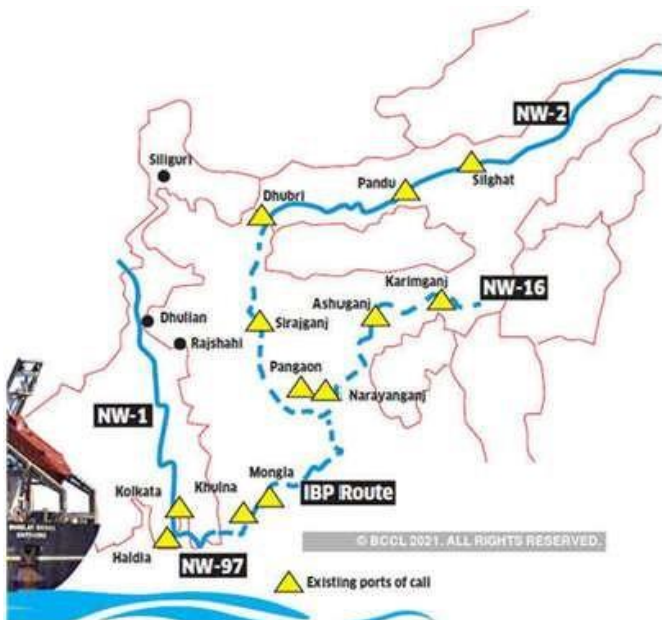 NW-2
Siliguri
Pandu
Silghat
Dhubri
Karimganj
NW-16
Ashuganj
Dhulian
Sirajganj
Rajshahi
Pangaon
Narayanganj
NW-1
Mongla
Kolkata
Khulna
IBP Route
© BCCL 2021. ALL RIGHTS RESERVED.
Haldia
NW-97
Existing ports of call